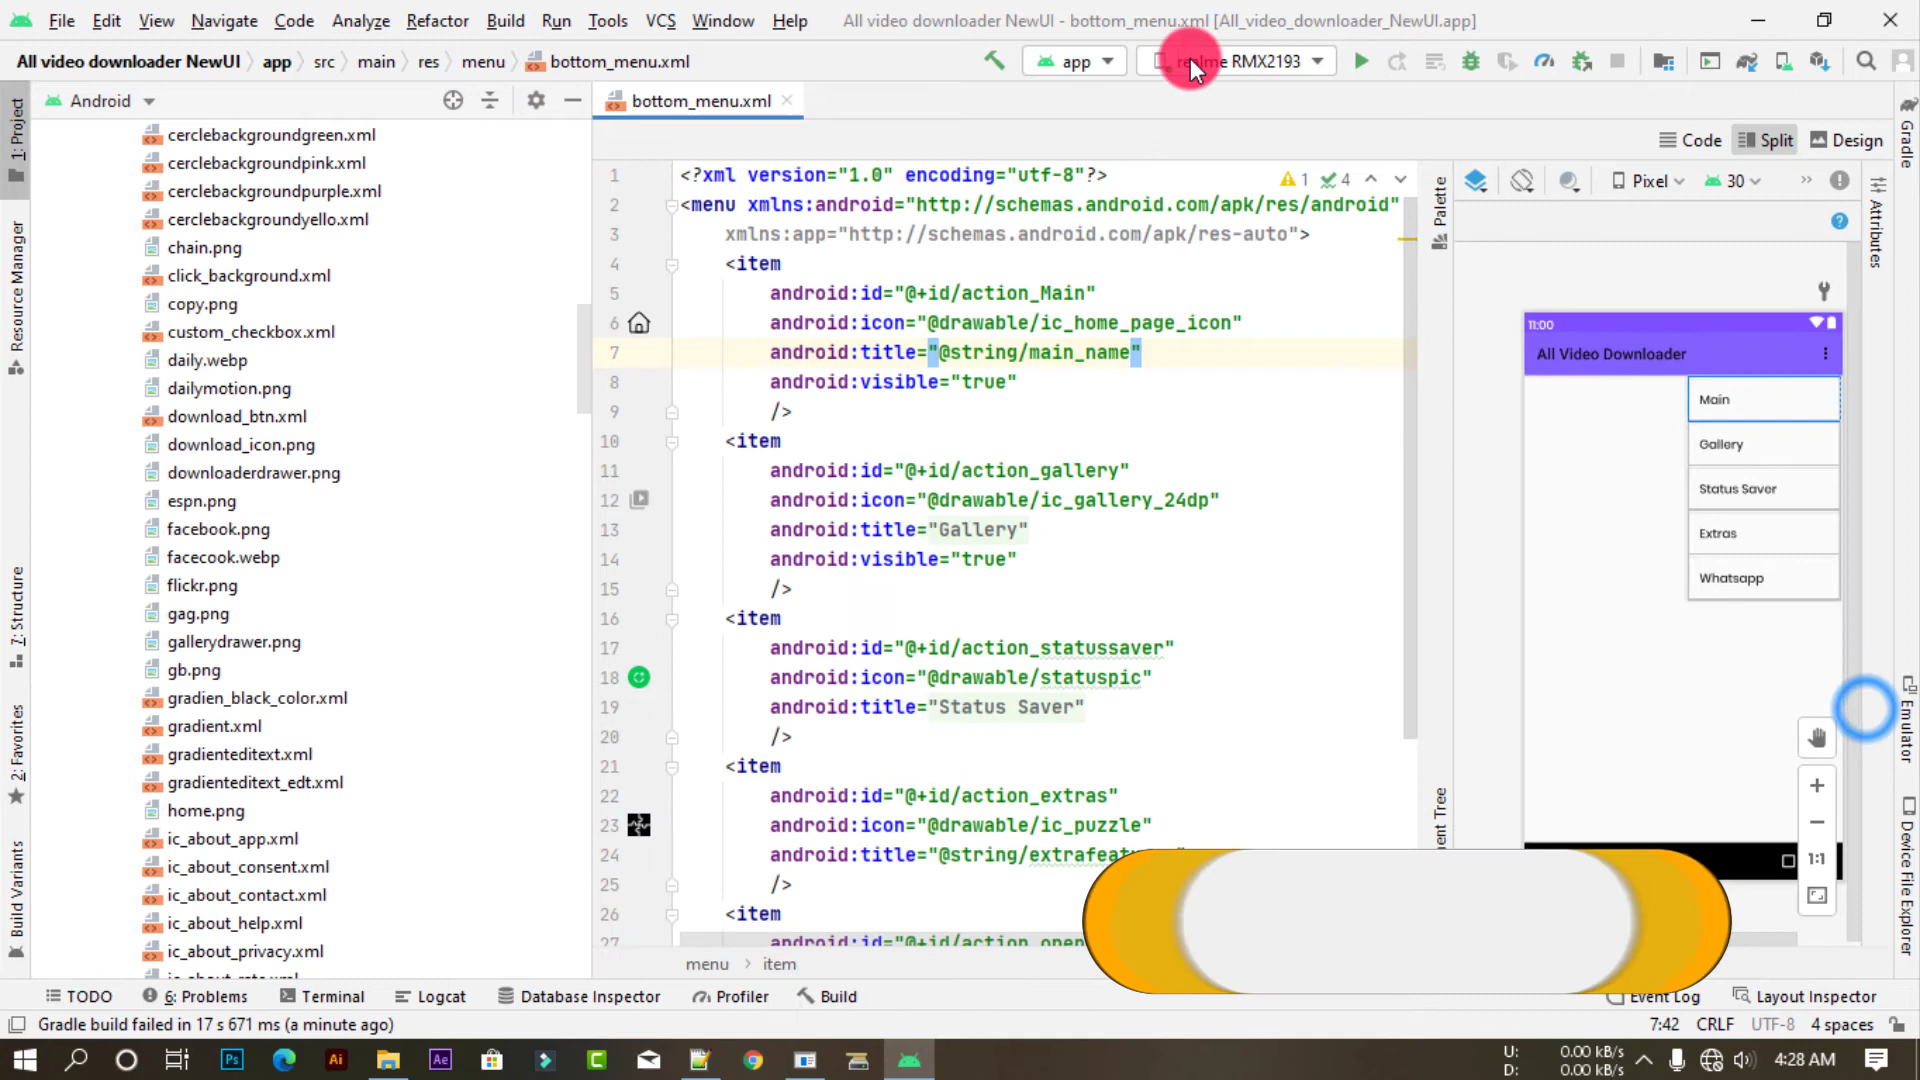 File Edit View Navigate Code Analyze Refactor Build Run Tools VCS Window Help All video downloader NewUI - bottom_menu.xml [All_video_downloader_NewUI.app]
All video downloader NewUI app src main res menu bottom_menu.xml app realme RMX2193
Android bottom_menu.xml
Code Split Design
1: Project
Resource Manager
7: Structure
2: Favorites
Build Variants
cerclebackgroundgreen.xml
cerclebackgroundpink.xml
cerclebackgroundpurple.xml
cerclebackgroundyello.xml
chain.png
click_background.xml
copy.png
custom_checkbox.xml
daily.webp
dailymotion.png
download_btn.xml
download_icon.png
downloaderdrawer.png
espn.png
facebook.png
facecook.webp
flickr.png
gag.png
gallerydrawer.png
gb.png
gradien_black_color.xml
gradient.xml
gradienteditext.xml
gradienteditext_edt.xml
home.png
ic_about_app.xml
ic_about_consent.xml
ic_about_contact.xml
ic_about_help.xml
ic_about_privacy.xml
1 <?xml version="1.0" encoding="utf-8"?>
2 <menu xmlns:android="http://schemas.android.com/apk/res/android"
3 xmlns:app="http://schemas.android.com/apk/res-auto">
4 <item
5 android:id="@+id/action_Main"
6 android:icon="@drawable/ic_home_page_icon"
7 android:title="@string/main_name"
8 android:visible="true"
9 />
10 <item
11 android:id="@+id/action_gallery"
12 android:icon="@drawable/ic_gallery_24dp"
13 android:title="Gallery"
14 android:visible="true"
15 />
16 <item
17 android:id="@+id/action_statussaver"
18 android:icon="@drawable/statuspic"
19 android:title="Status Saver"
20 />
21 <item
22 android:id="@+id/action_extras"
23 android:icon="@drawable/ic_puzzle"
24 android:title="@string/extrafeat
25 />
26 <item
27 android:id="@+id/action_open
1 4
menu item
Palette
Pixel 30
11:00
All Video Downloader
Main
Gallery
Status Saver
Extras
Whatsapp
1:1
Gradle
Attributes
Emulator
Device File Explorer
TODO 6: Problems Terminal Logcat Database Inspector Profiler Build Event Log Layout Inspector
Gradle build failed in 17 s 671 ms (a minute ago) 7:42 CRLF UTF-8 4 spaces
Ps Ai Ae
U: 0.00 kB/s
D: 0.00 kB/s
4:28 AM